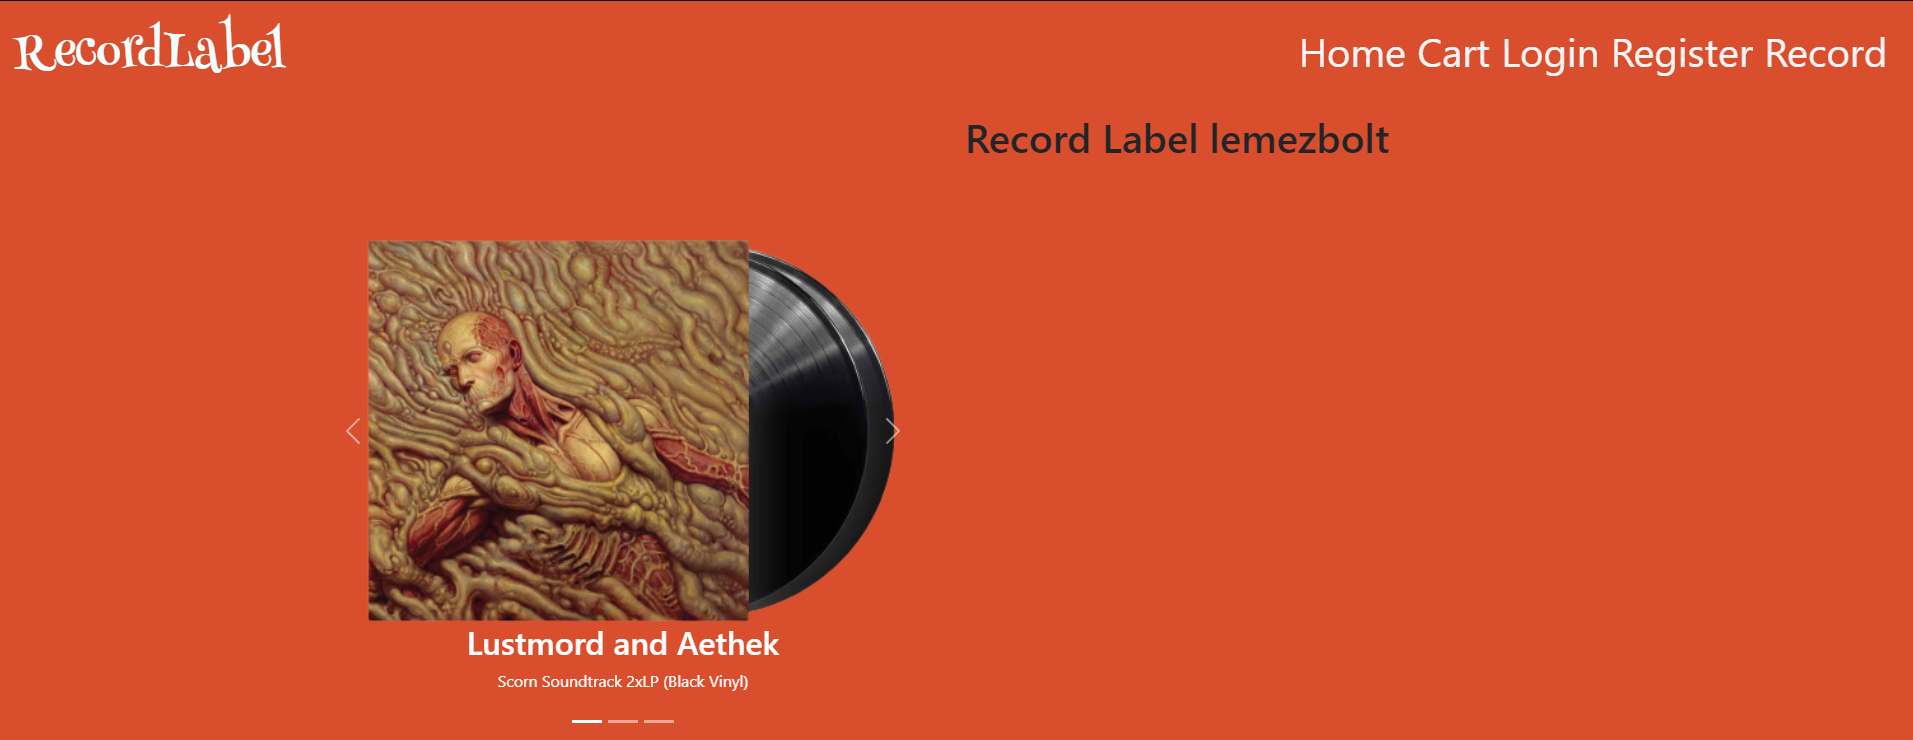 RecordLabel
Home Cart Login Register Record
Record Label lemezbolt
Lustmord and Aethek
Scorn Soundtrack 2xLP (Black Vinyl)